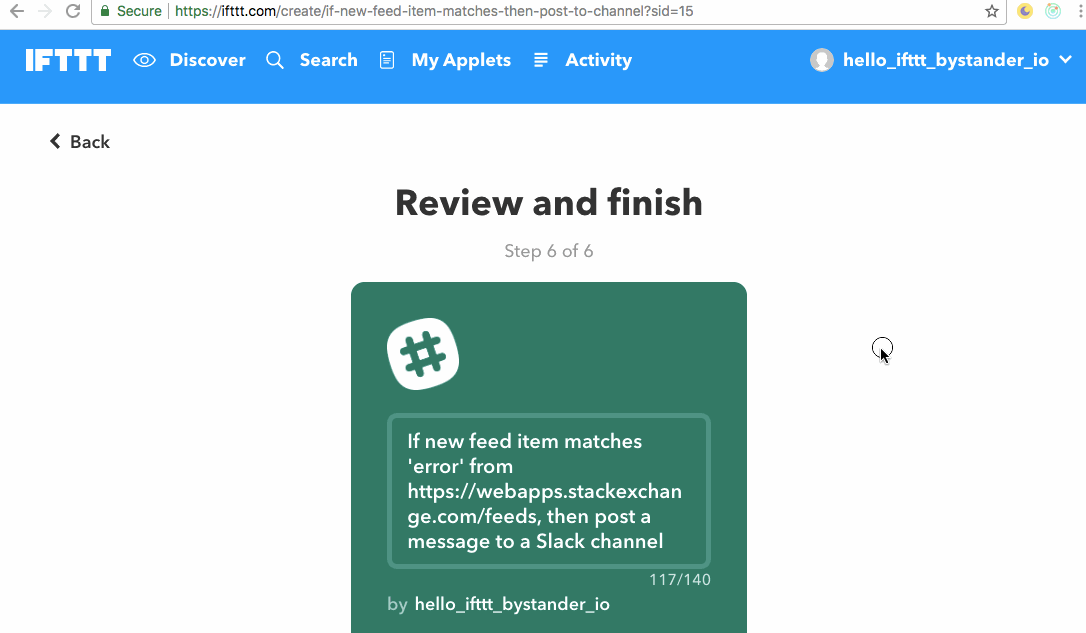 Secure https://ifttt.com/create/if-new-feed-item-matches-then-post-to-channel?sid=15
IFTTT Discover Search My Applets Activity hello_ifttt_bystander_io
Back
Review and finish
Step 6 of 6
If new feed item matches
'error' from
https://webapps.stackexchan
ge.com/feeds, then post a
message to a Slack channel
117/140
by hello_ifttt_bystander_io